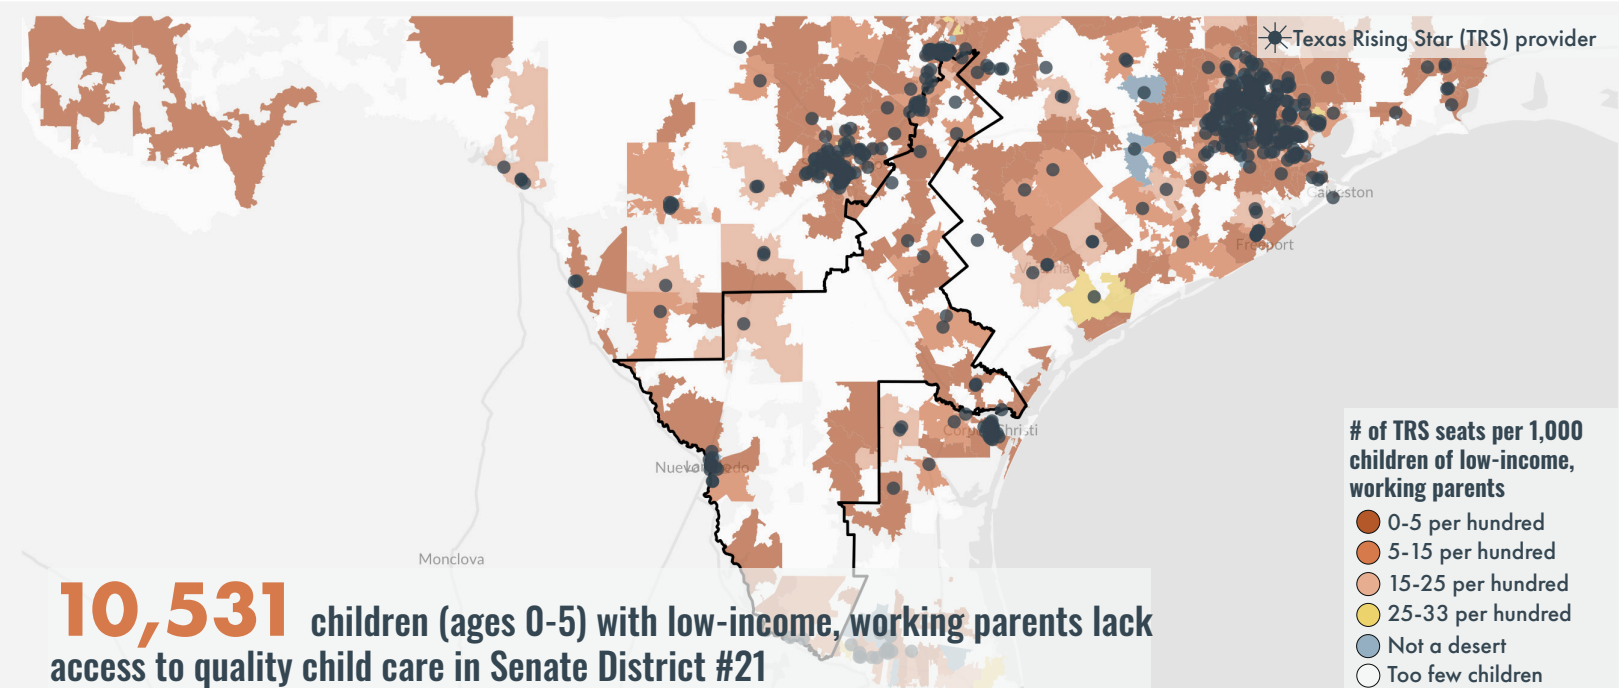 Texas Rising Star (TRS) provider
Galveston
Freeport
Victoria
Corpus Christi
Nuevo Laredo
Monclova
# of TRS seats per 1,000
children of low-income,
working parents
0-5 per hundred
5-15 per hundred
15-25 per hundred
25-33 per hundred
Not a desert
Too few children
10,531 children (ages 0-5) with low-income, working parents lack
access to quality child care in Senate District #21